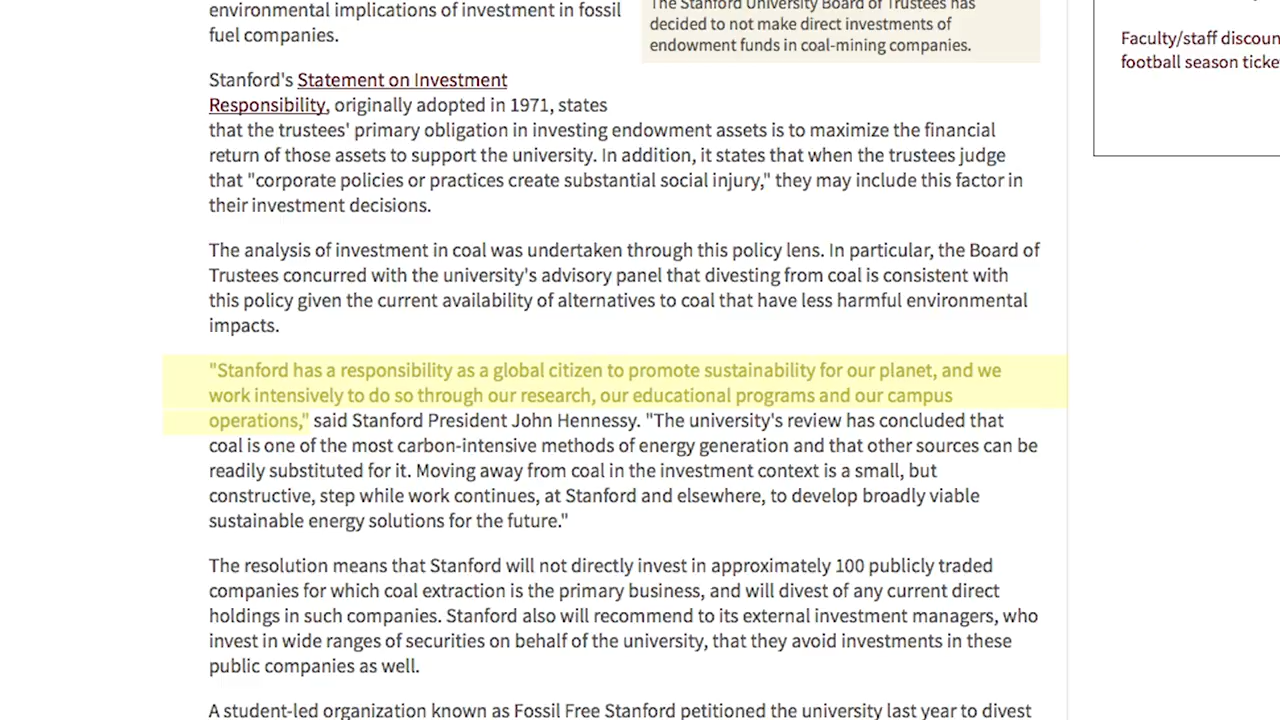 environmental implications of investment in fossil
fuel companies.
The Stanford University Board of Trustees has
decided to not make direct investments of
endowment funds in coal-mining companies.
Stanford's Statement on Investment
Responsibility, originally adopted in 1971, states
that the trustees' primary obligation in investing endowment assets is to maximize the financial
return of those assets to support the university. In addition, it states that when the trustees judge
that "corporate policies or practices create substantial social injury," they may include this factor in
their investment decisions.
The analysis of investment in coal was undertaken through this policy lens. In particular, the Board of
Trustees concurred with the university's advisory panel that divesting from coal is consistent with
this policy given the current availability of alternatives to coal that have less harmful environmental
impacts.
"Stanford has a responsibility as a global citizen to promote sustainability for our planet, and we
work intensively to do so through our research, our educational programs and our campus
operations," said Stanford President John Hennessy. "The university's review has concluded that
coal is one of the most carbon-intensive methods of energy generation and that other sources can be
readily substituted for it. Moving away from coal in the investment context is a small, but
constructive, step while work continues, at Stanford and elsewhere, to develop broadly viable
sustainable energy solutions for the future."
The resolution means that Stanford will not directly invest in approximately 100 publicly traded
companies for which coal extraction is the primary business, and will divest of any current direct
holdings in such companies. Stanford also will recommend to its external investment managers, who
invest in wide ranges of securities on behalf of the university, that they avoid investments in these
public companies as well.
A student-led organization known as Fossil Free Stanford petitioned the university last year to divest
Faculty/staff discoun
football season ticke